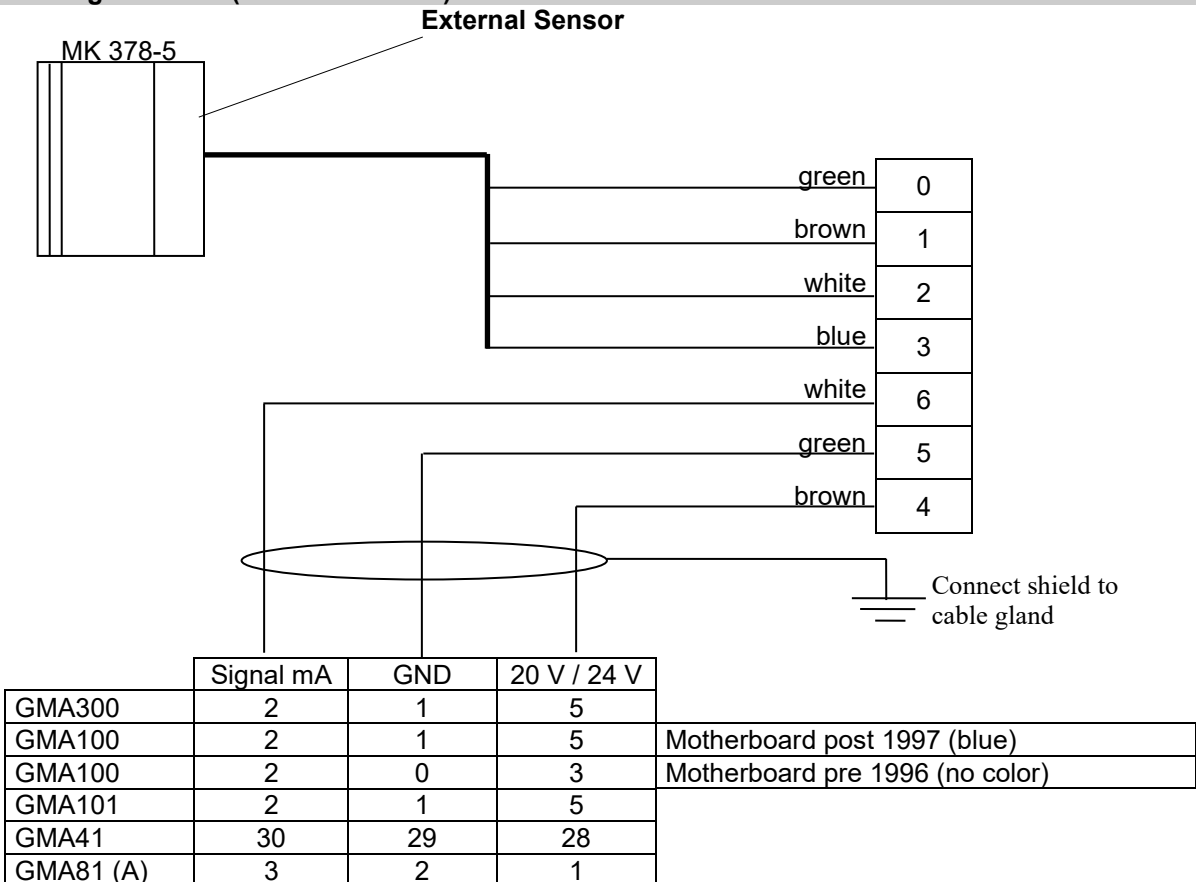 External Sensor
MK 378-5
green 0
brown 1
white 2
blue 3
white 6
green 5
brown 4
Connect shield to
cable gland
Signal mA GND 20 V / 24 V
GMA300 2 1 5
GMA100 2 1 5 Motherboard post 1997 (blue)
GMA100 2 0 3 Motherboard pre 1996 (no color)
GMA101 2 1 5
GMA41 30 29 28
GMA81 (A) 3 2 1